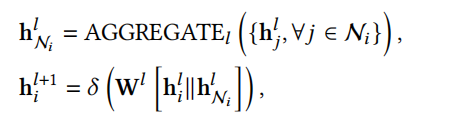 𝐡^l_{𝒩_i} = AGGREGATE_l ({𝐡^l_j, ∀j ∈ 𝒩_i}),
𝐡^{l+1}_i = δ (𝐖^l [𝐡^l_i ∥ 𝐡^l_{𝒩_i}]),